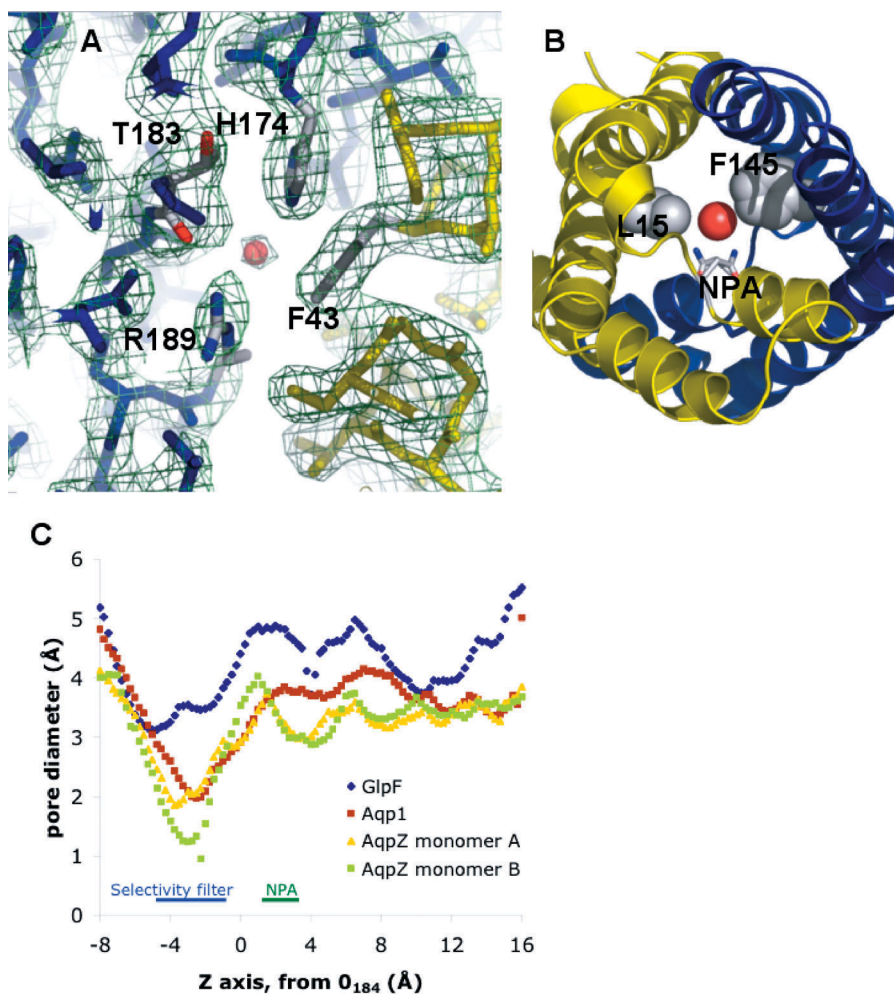 A
T183
H174
R189
F43
B
F145
L15
NPA
C
pore diameter (Å)
6
5
4
3
2
1
0
GlpF
Aqp1
AqpZ monomer A
AqpZ monomer B
Selectivity filter
NPA
-8 -4 0 4 8 12 16
Z axis, from 0184 (Å)